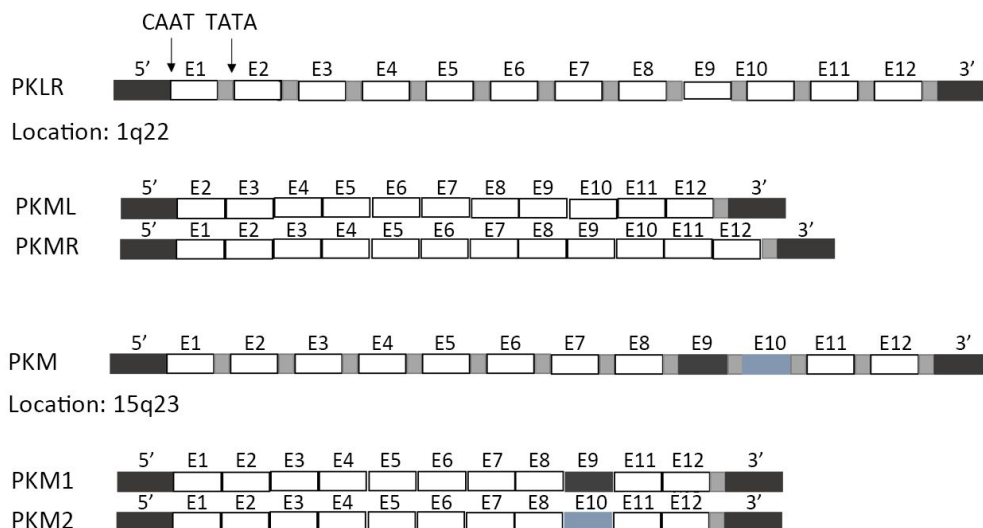 CAAT TATA
5’ E1 E2 E3 E4 E5 E6 E7 E8 E9 E10 E11 E12 3’
PKLR
Location: 1q22
5’ E2 E3 E4 E5 E6 E7 E8 E9 E10 E11 E12 3’
PKML
5’ E1 E2 E3 E4 E5 E6 E7 E8 E9 E10 E11 E12 3’
PKMR
5’ E1 E2 E3 E4 E5 E6 E7 E8 E9 E10 E11 E12 3’
PKM
Location: 15q23
5’ E1 E2 E3 E4 E5 E6 E7 E8 E9 E11 E12 3’
PKM1
5’ E1 E2 E3 E4 E5 E6 E7 E8 E10 E11 E12 3’
PKM2